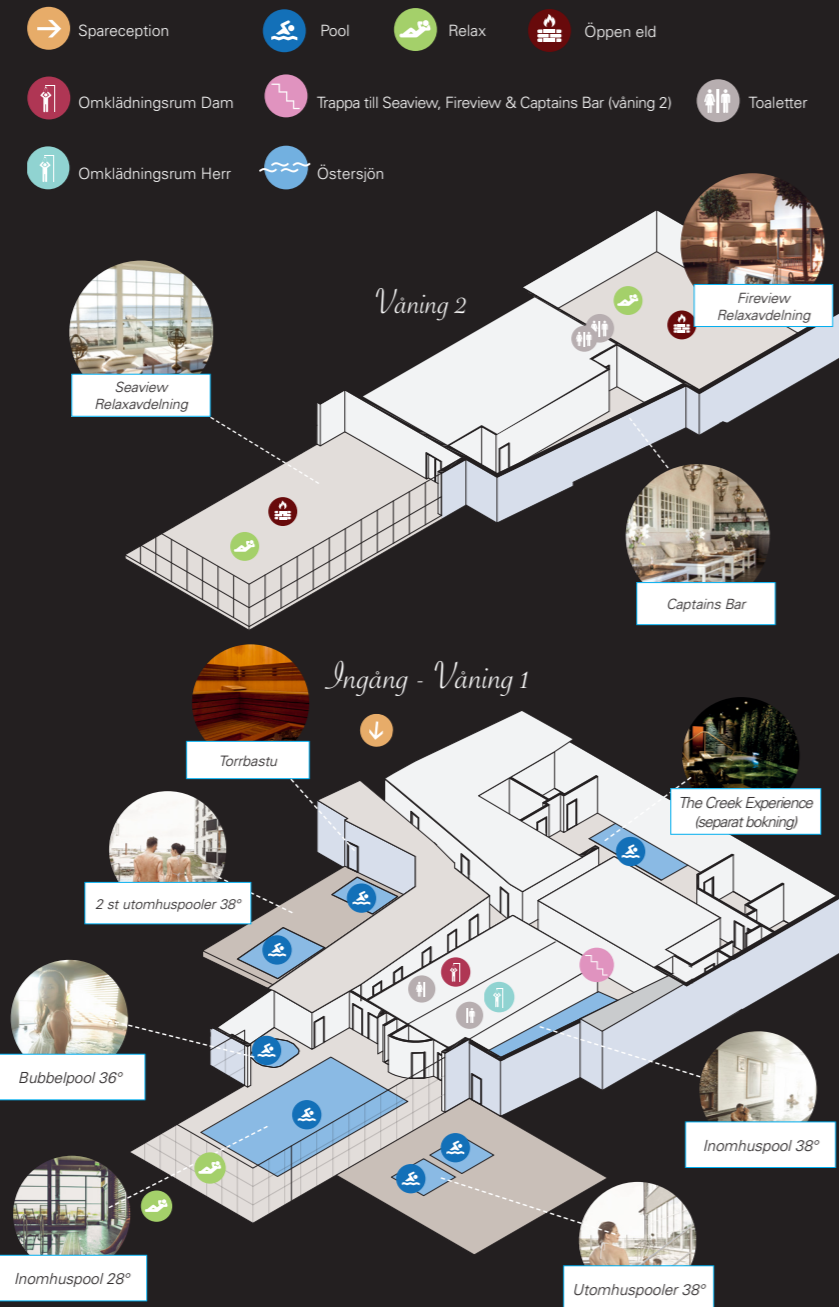 Spareception
Pool
Relax
Öppen eld
Omklädningsrum Dam
Trappa till Seaview, Fireview & Captains Bar (våning 2)
Toaletter
Omklädningsrum Herr
Östersjön
Våning 2
Fireview
Relaxavdelning
Seaview
Relaxavdelning
Captains Bar
Ingång - Våning 1
Torrbastu
The Creek Experience
(separat bokning)
2 st utomhuspooler 38°
Bubbelpool 36°
Inomhuspool 38°
Inomhuspool 28°
Utomhuspooler 38°